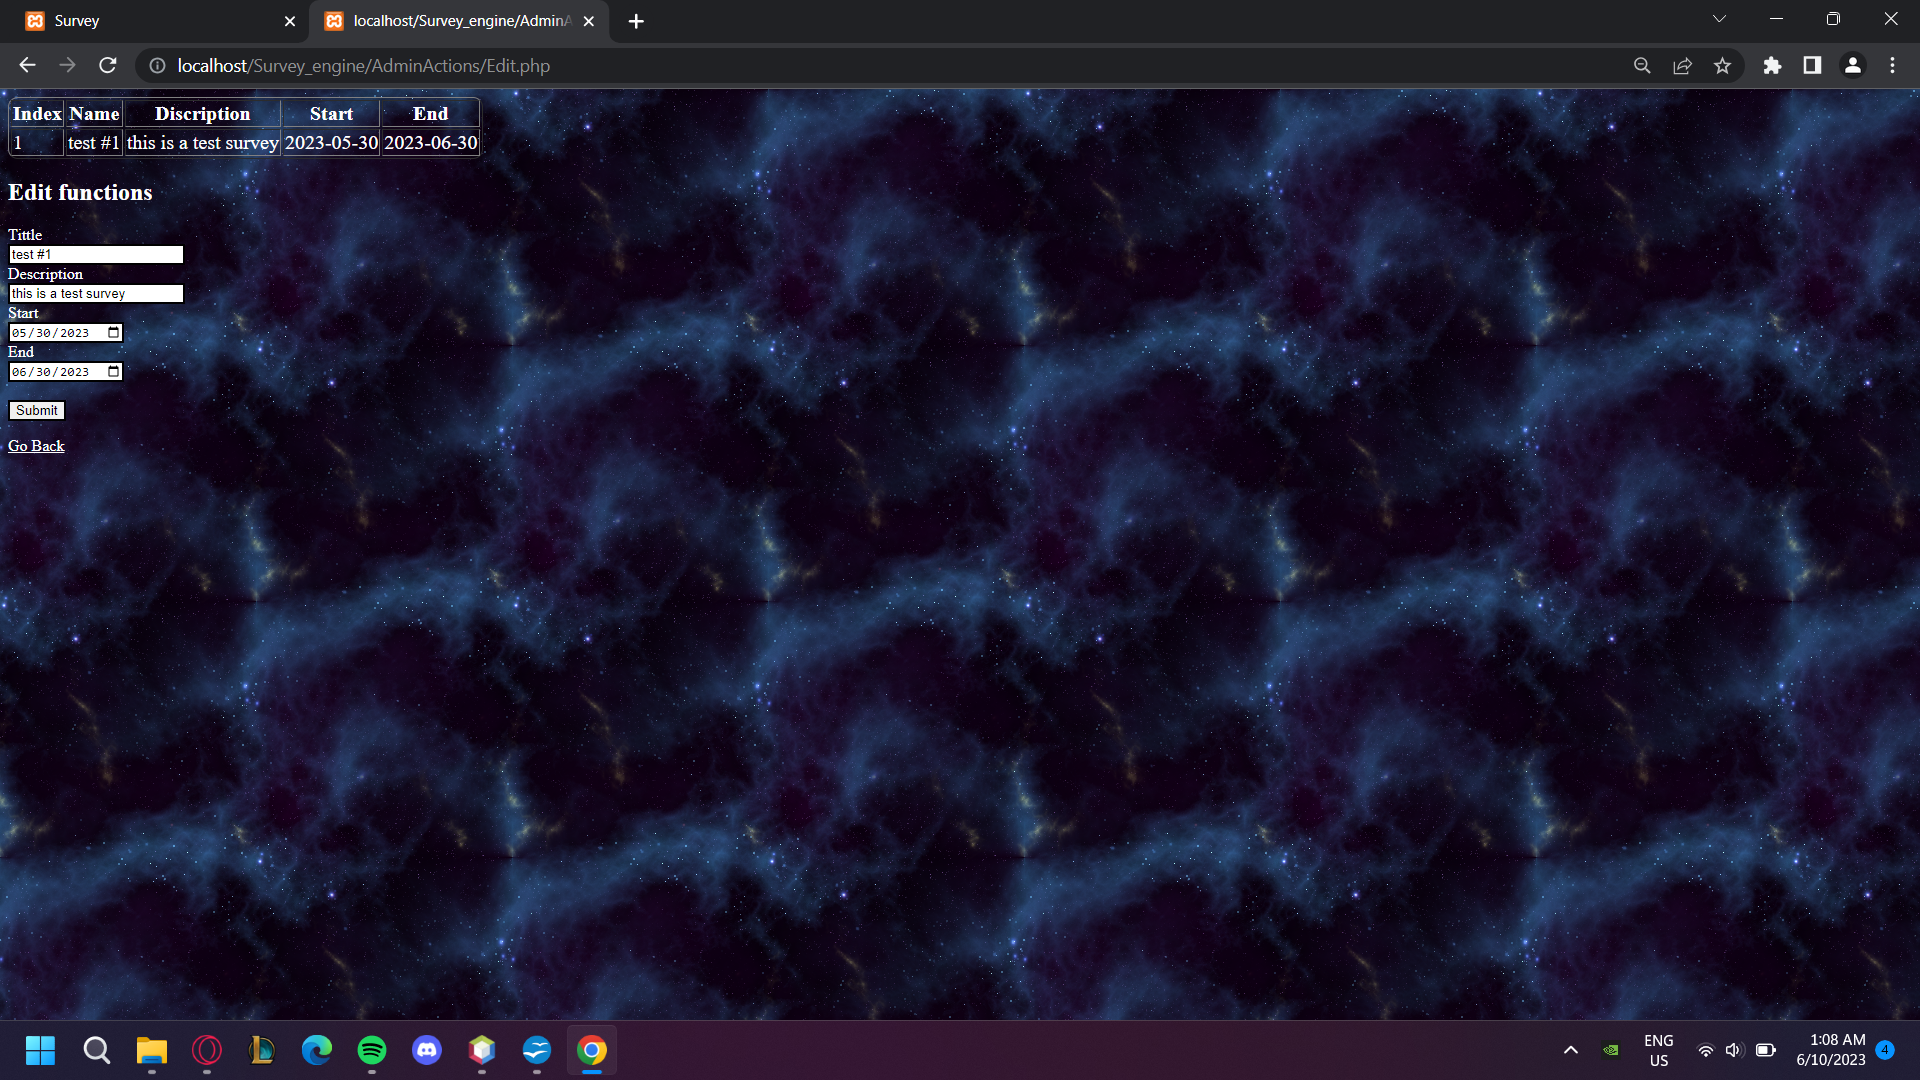 Survey
localhost/Survey_engine/AdminA
localhost/Survey_engine/AdminActions/Edit.php
Index Name Discription Start End
1 test #1 this is a test survey 2023-05-30 2023-06-30
Edit functions
Tittle
test #1
Description
this is a test survey
Start
05/30/2023
End
06/30/2023
Submit
Go Back
ENG
US
1:08 AM
6/10/2023
4